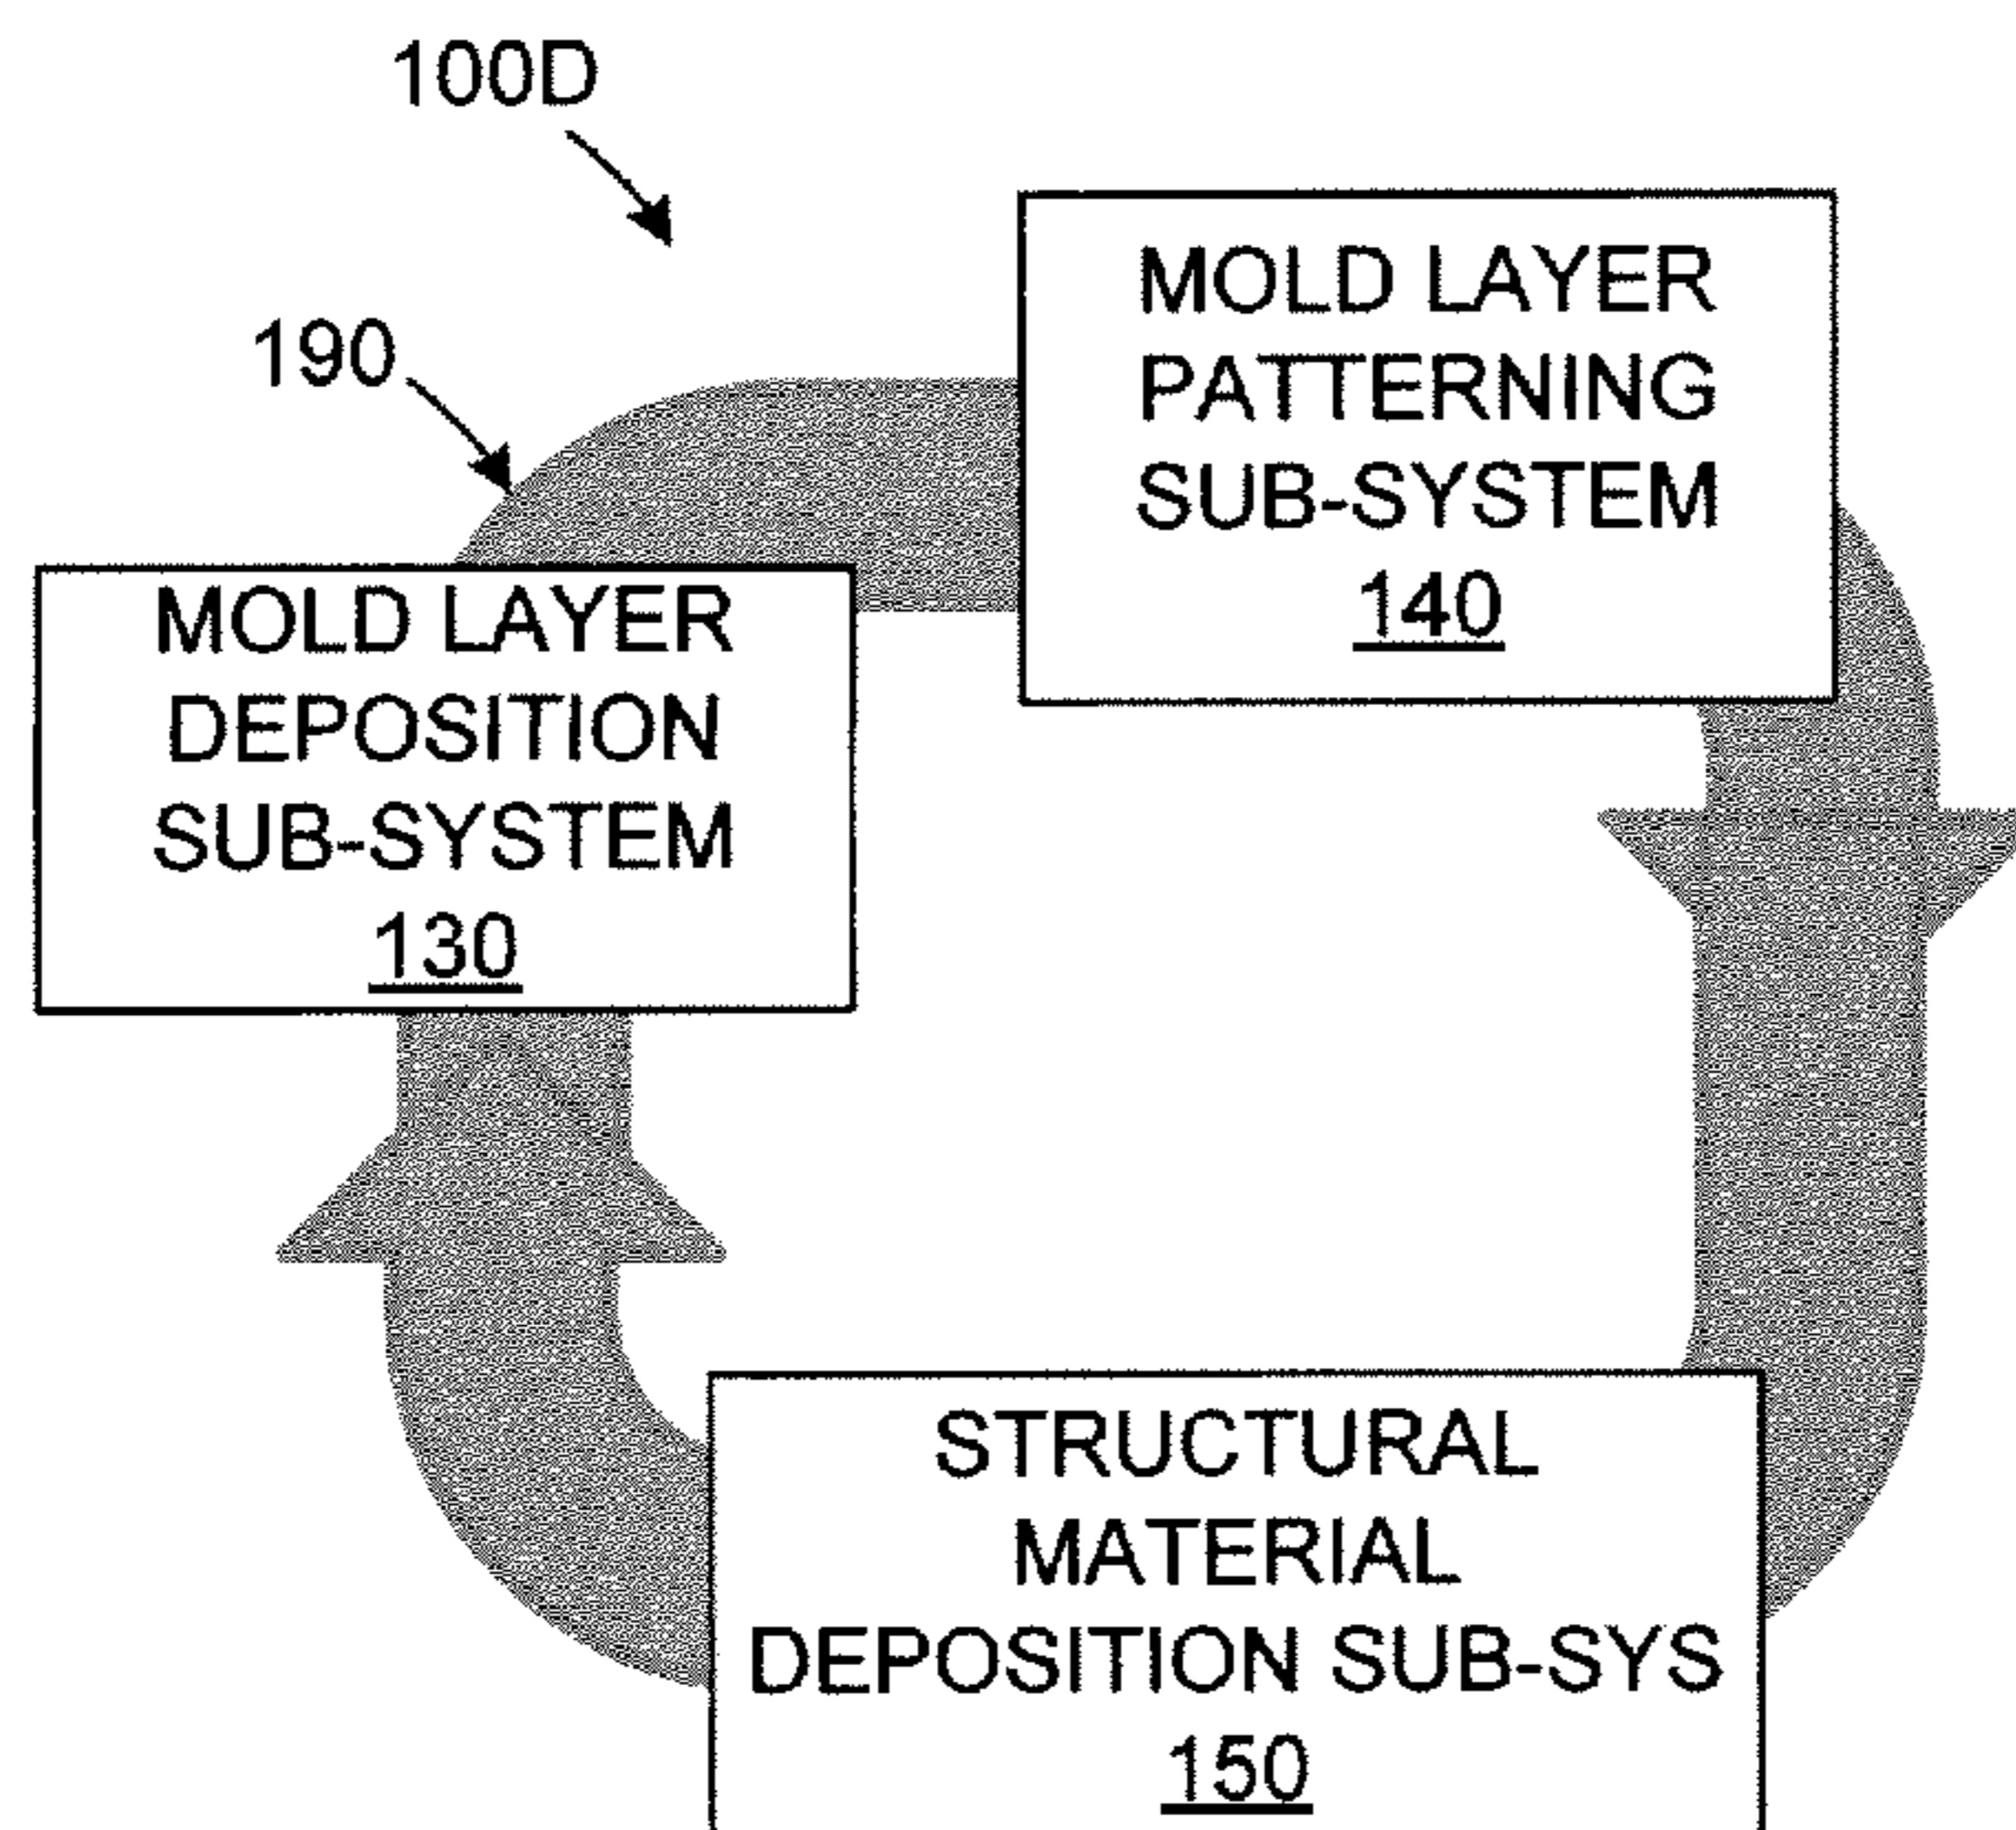 100D
190
MOLD LAYER
PATTERNING
SUB-SYSTEM
140
MOLD LAYER
DEPOSITION
SUB-SYSTEM
130
STRUCTURAL
MATERIAL
DEPOSITION SUB-SYS
150